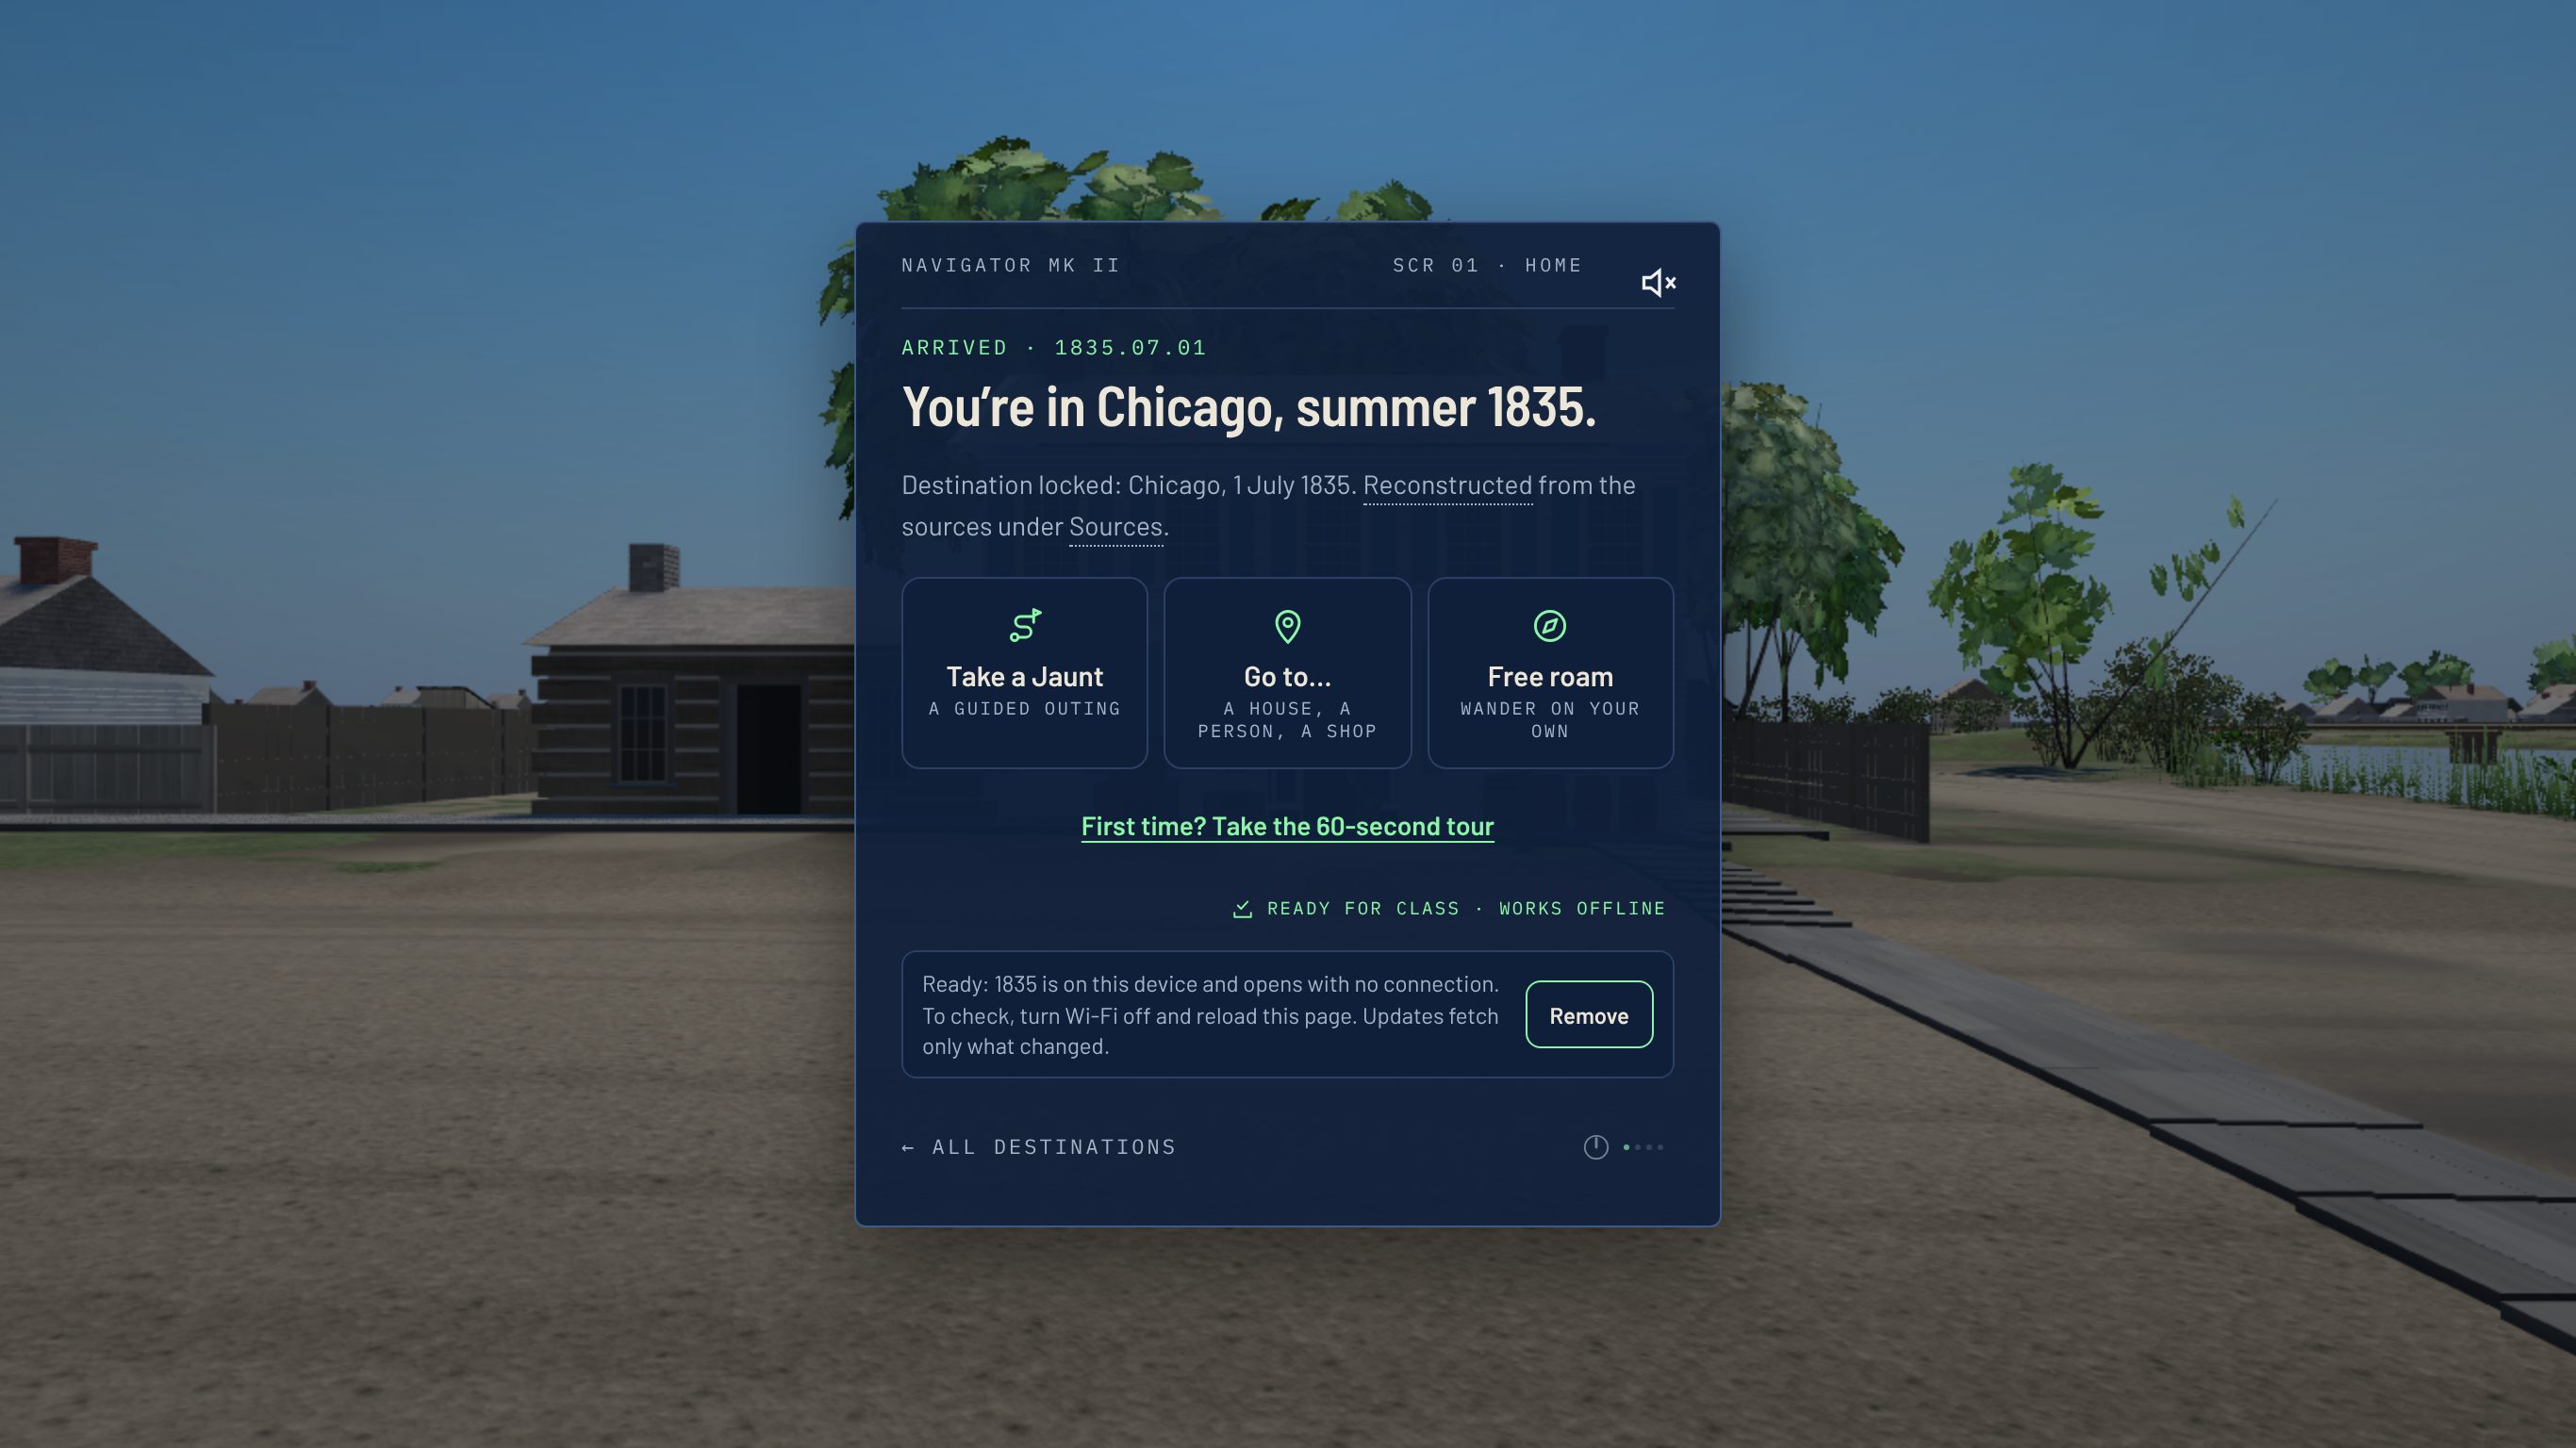 NAVIGATOR MK II
SCR 01 · HOME
ARRIVED · 1835.07.01
You’re in Chicago, summer 1835.
Destination locked: Chicago, 1 July 1835. Reconstructed from the
sources under Sources.
Take a Jaunt
A GUIDED OUTING
Go to…
A HOUSE, A
PERSON, A SHOP
Free roam
WANDER ON YOUR
OWN
First time? Take the 60-second tour
READY FOR CLASS · WORKS OFFLINE
Ready: 1835 is on this device and opens with no connection.
To check, turn Wi-Fi off and reload this page. Updates fetch
only what changed.
Remove
← ALL DESTINATIONS